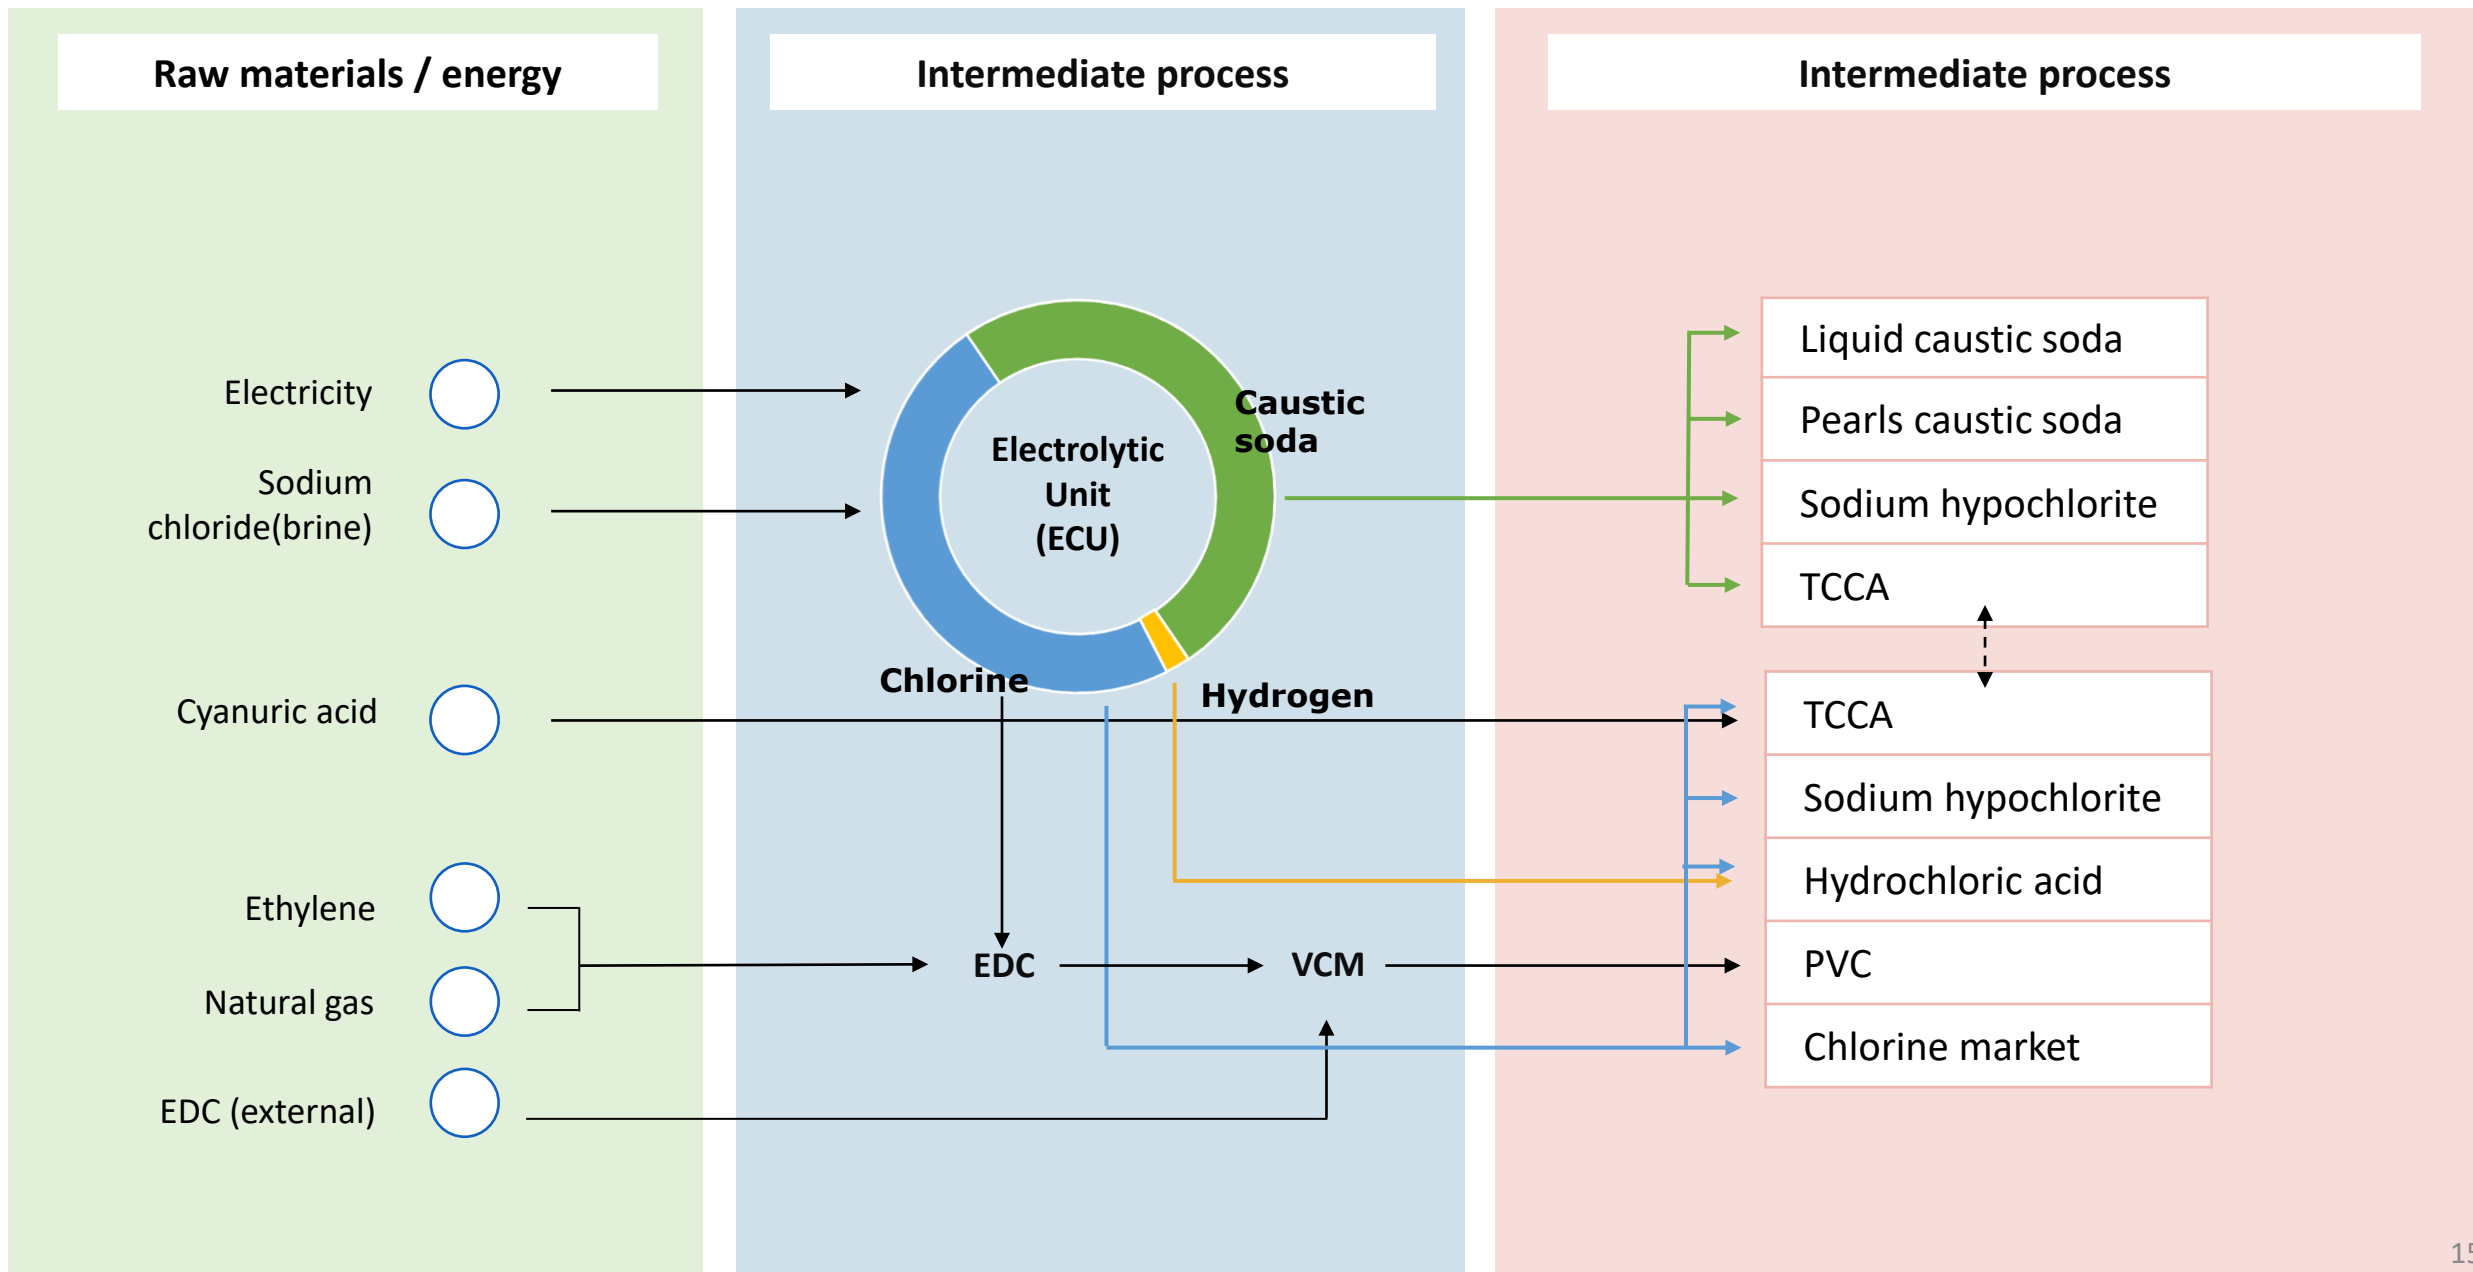 Raw materials / energy
Intermediate process
Intermediate process
Electricity
Sodium
chloride(brine)
Cyanuric acid
Ethylene
Natural gas
EDC (external)
Electrolytic
Unit
(ECU)
Caustic
soda
Chlorine
Hydrogen
EDC
VCM
Liquid caustic soda
Pearls caustic soda
Sodium hypochlorite
TCCA
TCCA
Sodium hypochlorite
Hydrochloric acid
PVC
Chlorine market
15